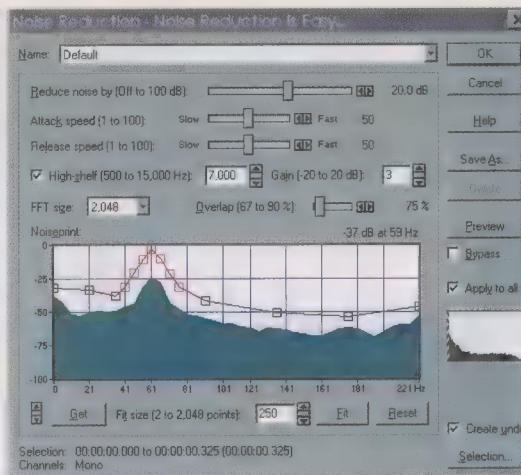 Noise Reduction - Noise Reduction Is Easy...
Name: Default
OK
Reduce noise by (Off to 100 dB): 20.0 dB
Cancel
Attack speed (1 to 100): Slow Fast 50
Help
Release speed (1 to 100): Slow Fast 50
High-shelf (500 to 15,000 Hz): 7,000 Gain (-20 to 20 dB): 3
Save As...
Delete
FFT size: 2,048 Overlap (67 to 90 %): 75 %
Preview
Noiseprint: -37 dB at 59 Hz
Bypass
0
-25
-50
-75
-100
Apply to all
0 21 41 61 81 101 121 141 161 181 221 Hz
Get Fit size (2 to 2,048 points): 250 Fit Reset
Create undo
Selection: 00:00:00.000 to 00:00:00.325 (00:00:00.325)
Selection...
Channels: Mono